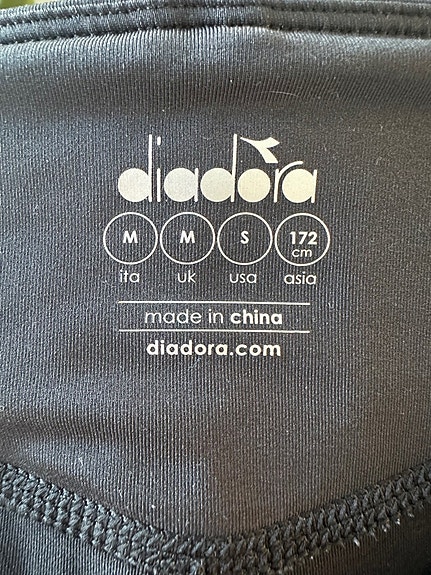 diadora
M M S 172 cm
ita uk usa asia
made in china
diadora.com